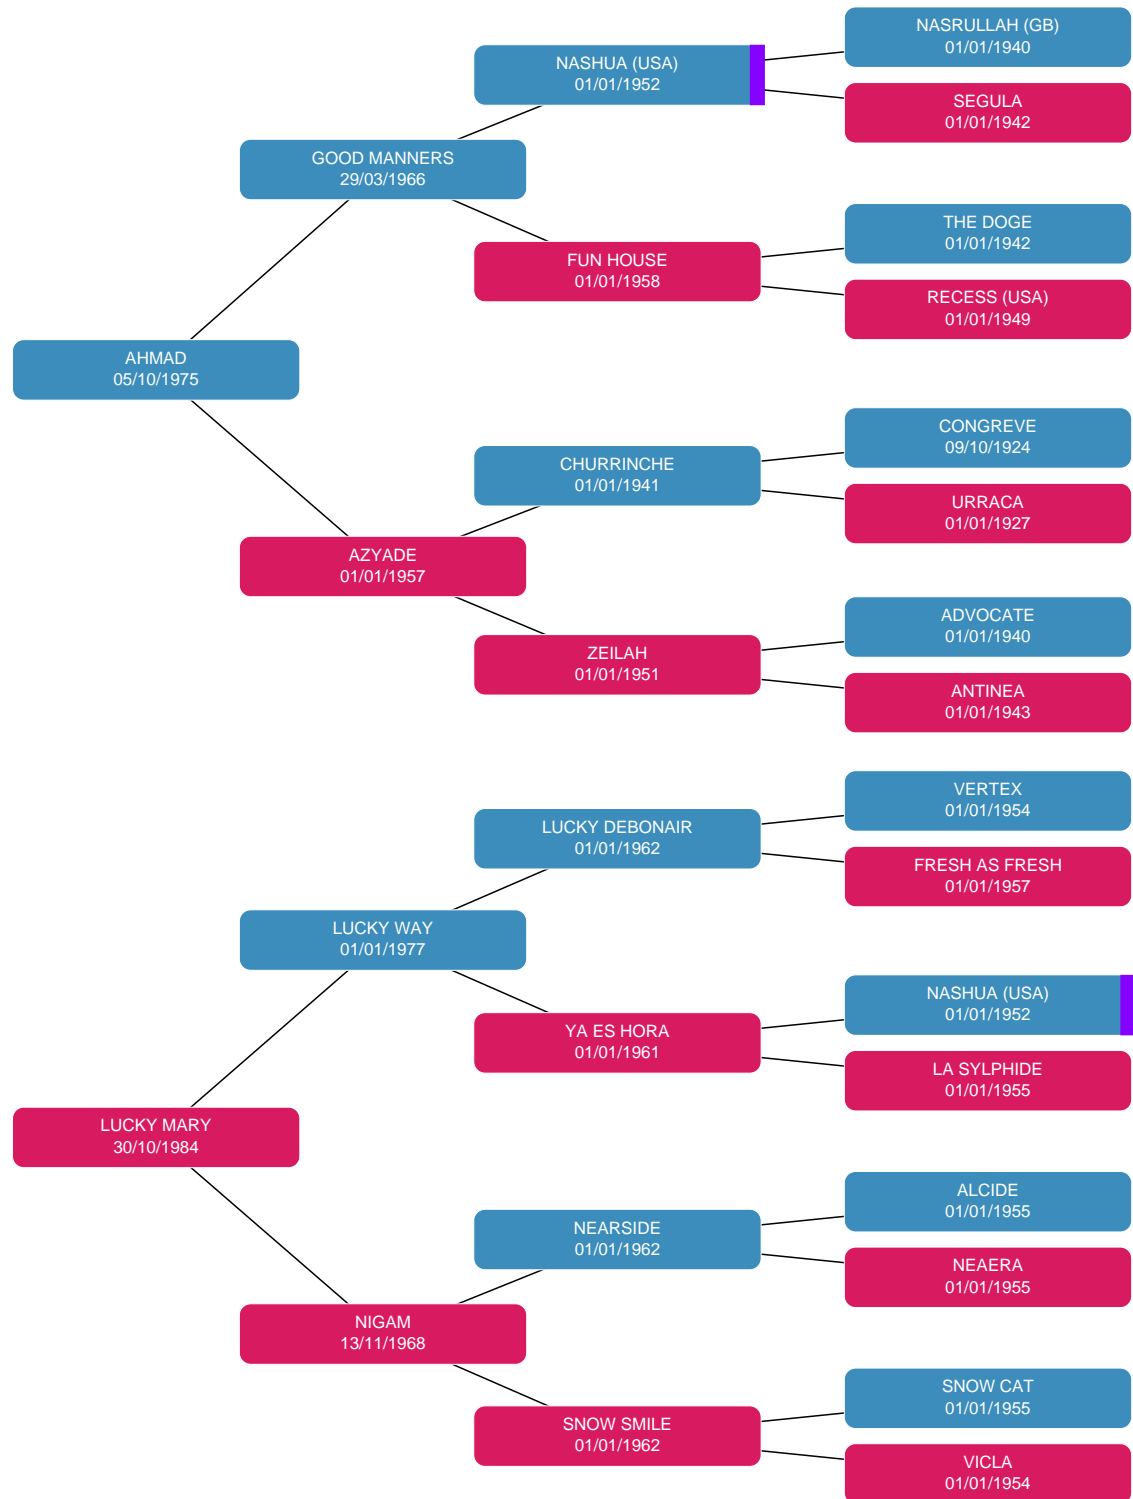 NASRULLAH (GB)
01/01/1940
NASHUA (USA)
01/01/1952
SEGULA
01/01/1942
GOOD MANNERS
29/03/1966
THE DOGE
01/01/1942
FUN HOUSE
01/01/1958
RECESS (USA)
01/01/1949
AHMAD
05/10/1975
CONGREVE
09/10/1924
CHURRINCHE
01/01/1941
URRACA
01/01/1927
AZYADE
01/01/1957
ADVOCATE
01/01/1940
ZEILAH
01/01/1951
ANTINEA
01/01/1943
VERTEX
01/01/1954
LUCKY DEBONAIR
01/01/1962
FRESH AS FRESH
01/01/1957
LUCKY WAY
01/01/1977
NASHUA (USA)
01/01/1952
YA ES HORA
01/01/1961
LA SYLPHIDE
01/01/1955
LUCKY MARY
30/10/1984
ALCIDE
01/01/1955
NEARSIDE
01/01/1962
NEAERA
01/01/1955
NIGAM
13/11/1968
SNOW CAT
01/01/1955
SNOW SMILE
01/01/1962
VICLA
01/01/1954